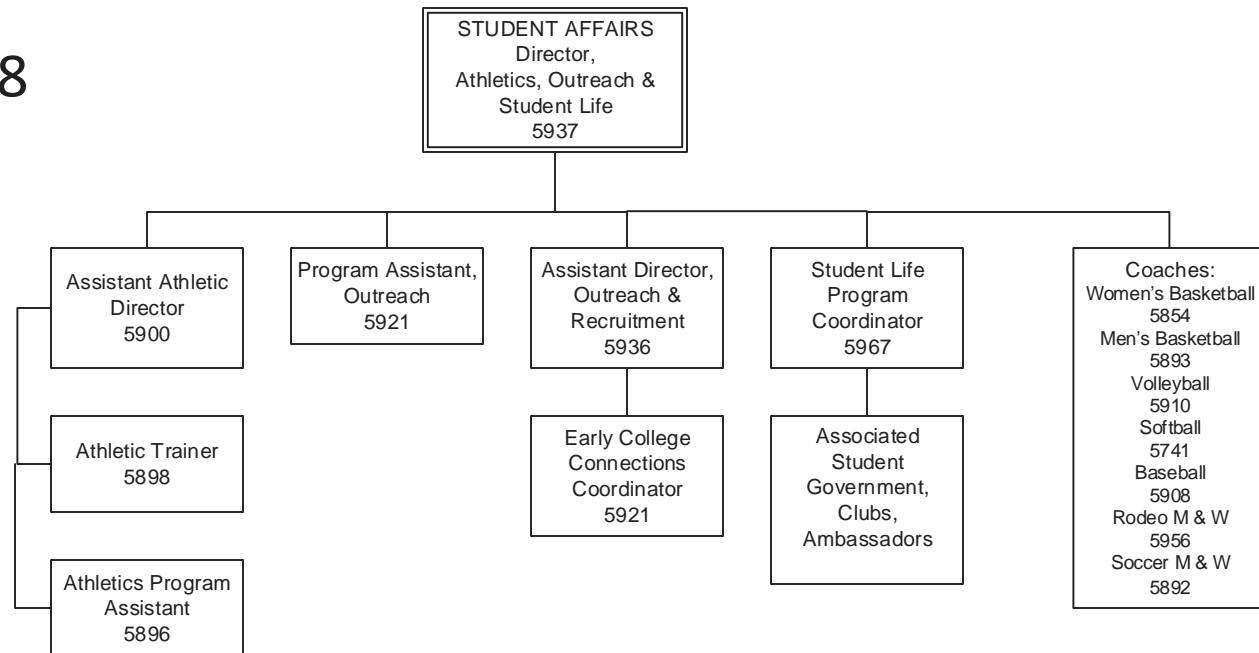 8
STUDENT AFFAIRS
Director,
Athletics, Outreach &
Student Life
5937
Assistant Athletic
Director
5900
Program Assistant,
Outreach
5921
Assistant Director,
Outreach &
Recruitment
5936
Student Life
Program
Coordinator
5967
Coaches:
Women's Basketball
5854
Men's Basketball
5893
Volleyball
5910
Softball
5741
Baseball
5908
Rodeo M & W
5956
Soccer M & W
5892
Athletic Trainer
5898
Early College
Connections
Coordinator
5921
Associated
Student
Government,
Clubs,
Ambassadors
Athletics Program
Assistant
5896